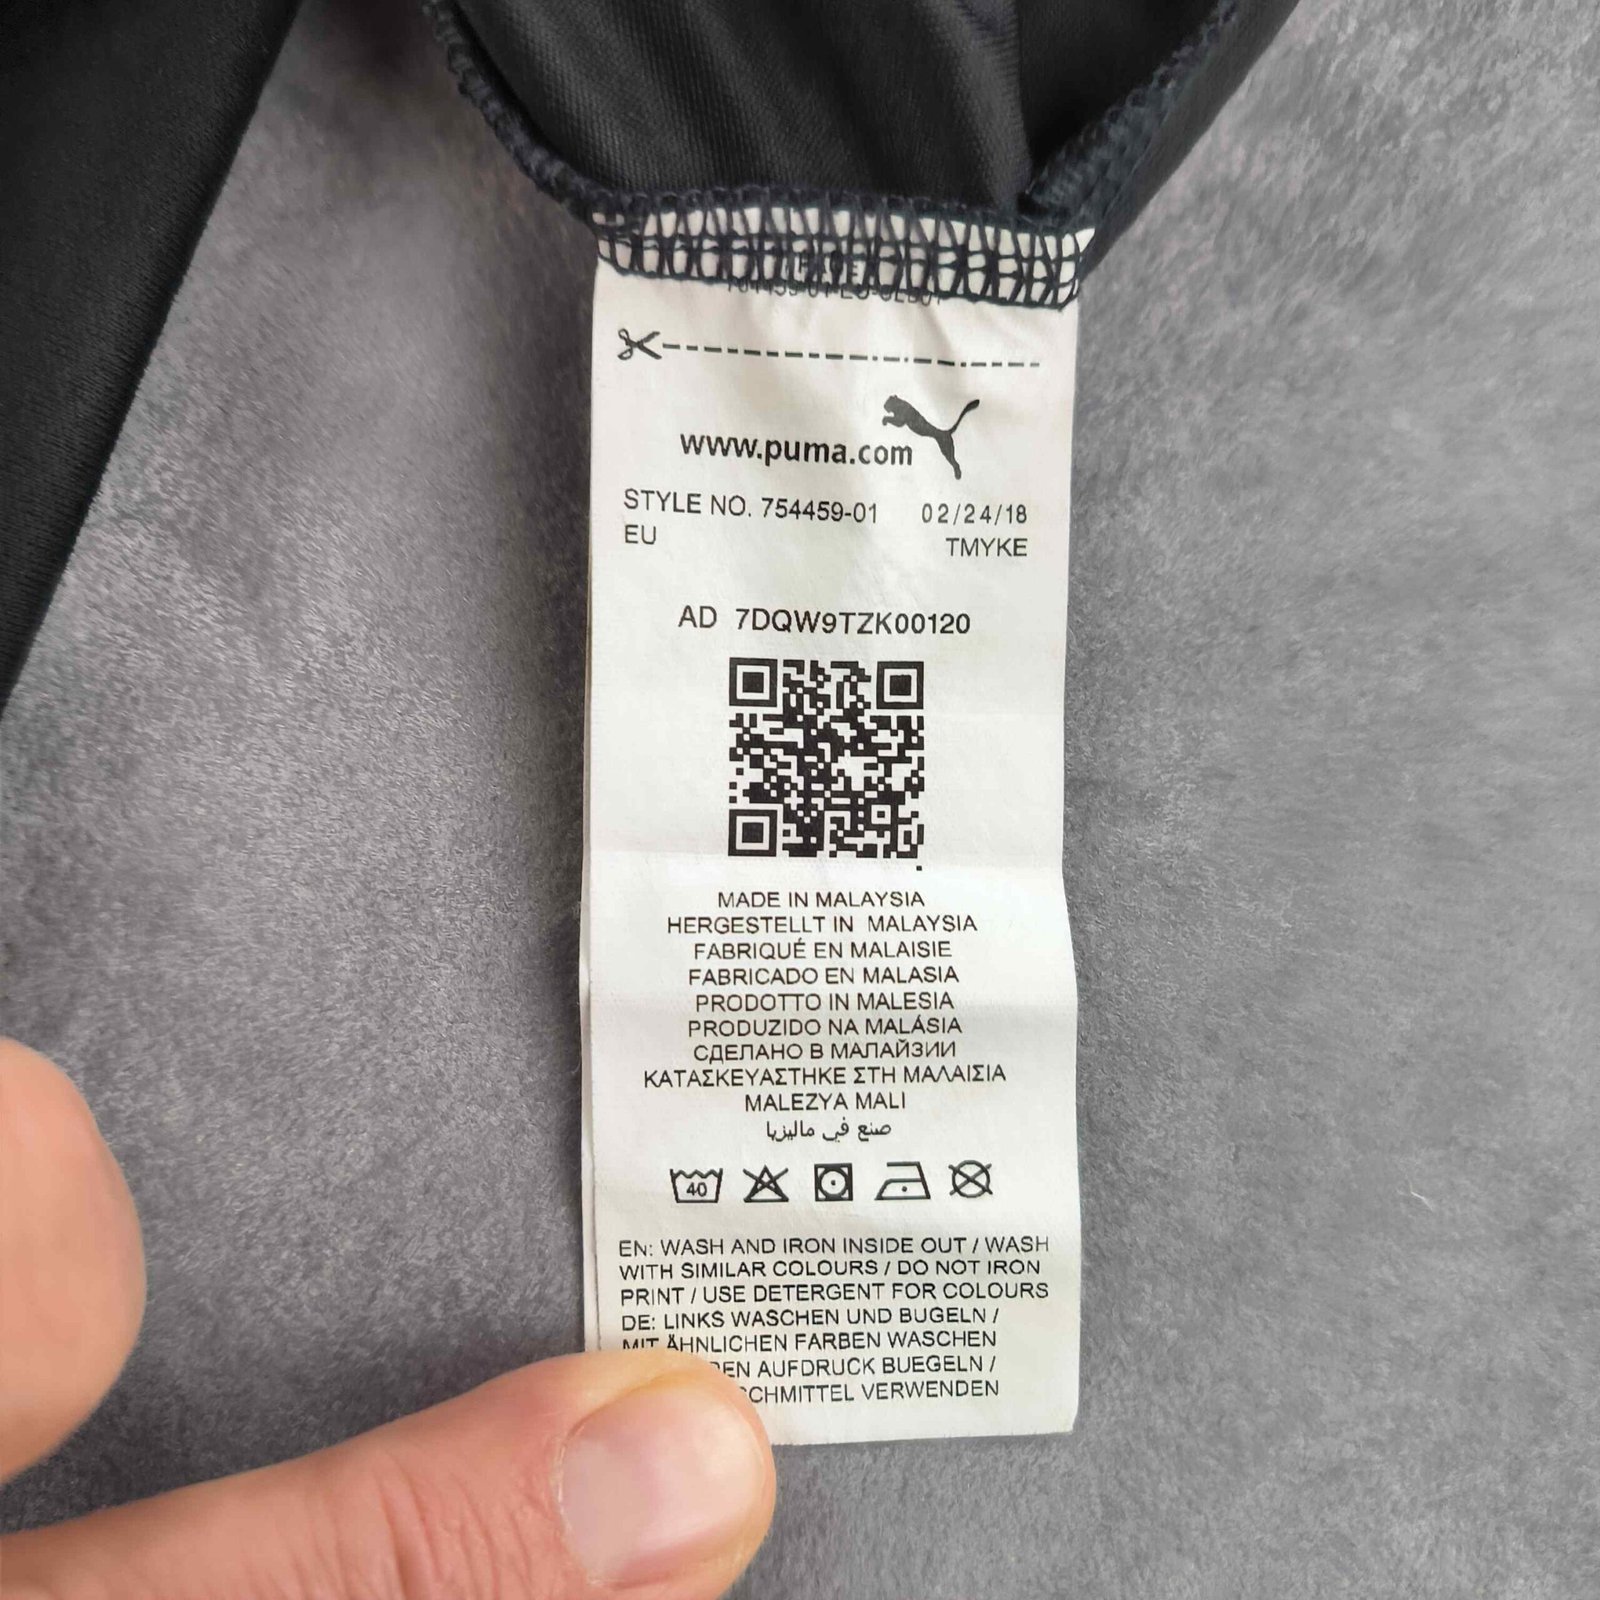 www.puma.com
STYLE NO. 754459-01 02/24/18
EU TMYKE
AD 7DQW9TZK00120
MADE IN MALAYSIA
HERGESTELLT IN MALAYSIA
FABRIQUÉ EN MALAISIE
FABRICADO EN MALASIA
PRODOTTO IN MALESIA
PRODUZIDO NA MALÁSIA
СДЕЛАНО В МАЛАЙЗИИ
ΚΑΤΑΣΚΕΥΑΣΤΗΚΕ ΣΤΗ ΜΑΛΑΙΣΙΑ
MALEZYA MALI
صنع في ماليزيا
40
EN: WASH AND IRON INSIDE OUT / WASH
WITH SIMILAR COLOURS / DO NOT IRON
PRINT / USE DETERGENT FOR COLOURS
DE: LINKS WASCHEN UND BUGELN /
MIT ÄHNLICHEN FARBEN WASCHEN
AUFDRUCK BUEGELN /
VERWENDEN